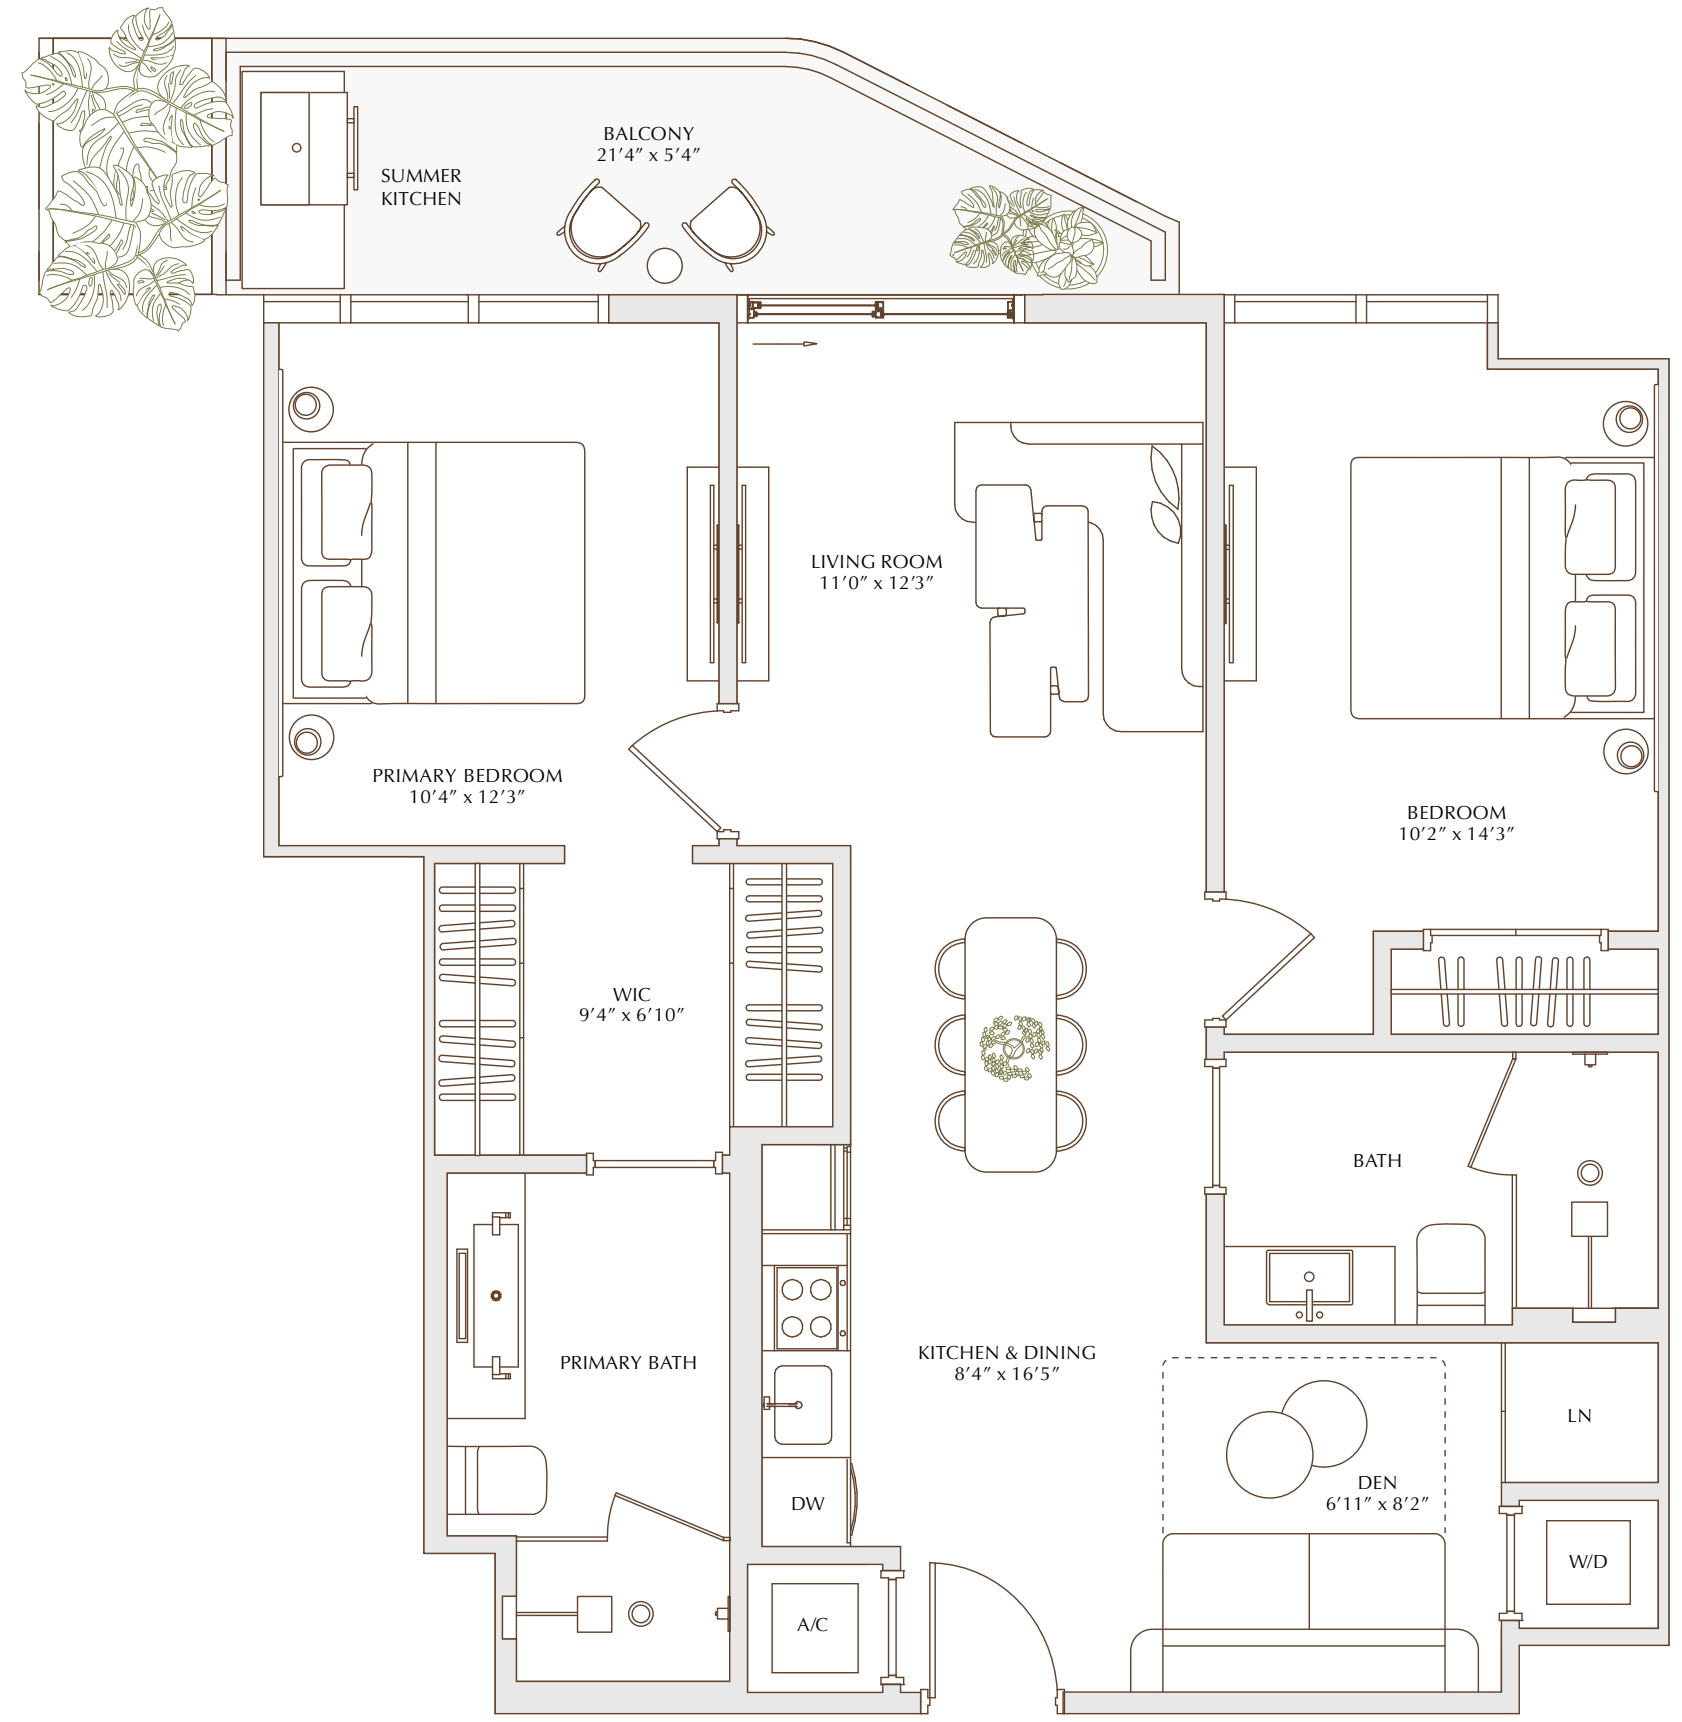 BALCONY
21'4" x 5'4"
SUMMER
KITCHEN
LIVING ROOM
11'0" x 12'3"
PRIMARY BEDROOM
10'4" x 12'3"
BEDROOM
10'2" x 14'3"
WIC
9'4" x 6'10"
BATH
PRIMARY BATH
KITCHEN & DINING
8'4" x 16'5"
LN
DEN
6'11" x 8'2"
DW
W/D
A/C